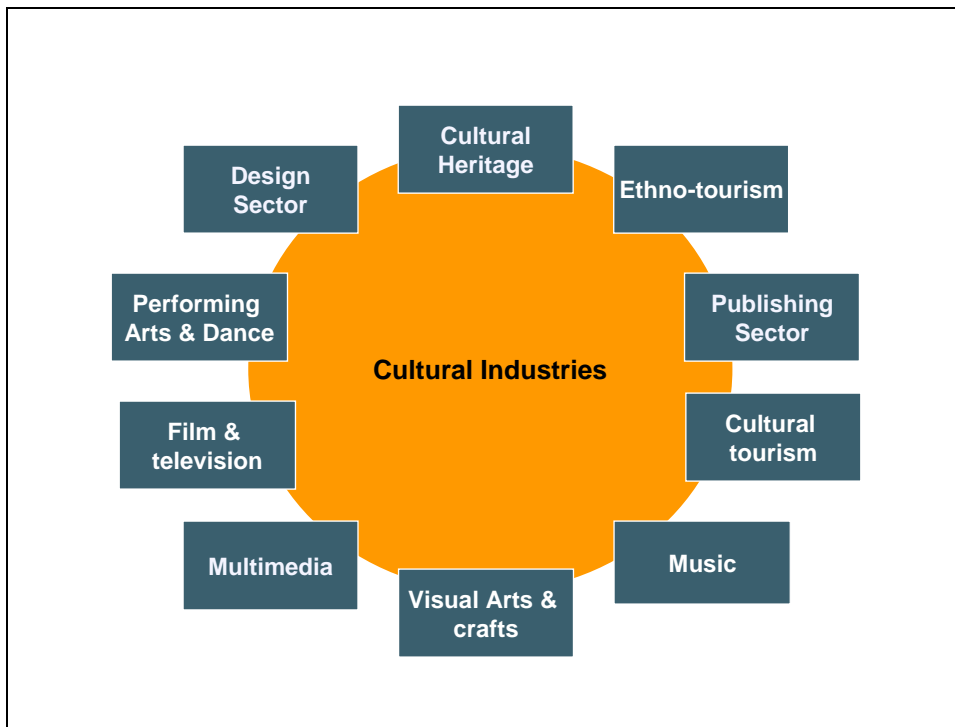 Cultural
Heritage
Design
Sector
Ethno-tourism
Performing
Arts & Dance
Publishing
Sector
Cultural Industries
Film &
television
Cultural
tourism
Multimedia
Music
Visual Arts &
crafts